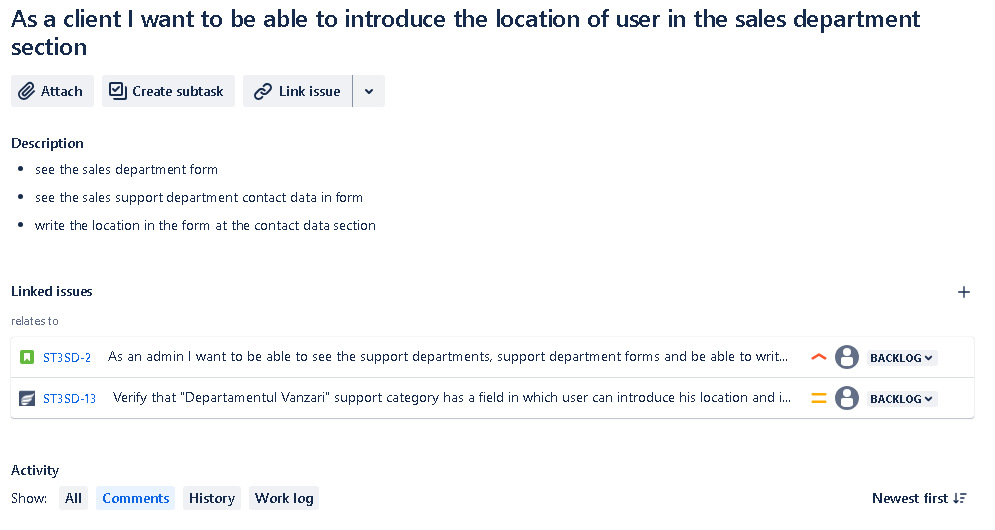 As a client I want to be able to introduce the location of user in the sales department
section
Attach
Create subtask
Link issue
Description
• see the sales department form
• see the sales support department contact data in form
• write the location in the form at the contact data section
Linked issues
relates to
ST3SD-2 As an admin I want to be able to see the support departments, support department forms and be able to writ... BACKLOG
ST3SD-13 Verify that "Departamentul Vanzari" support category has a field in which user can introduce his location and i... BACKLOG
Activity
Show: All Comments History Work log Newest first